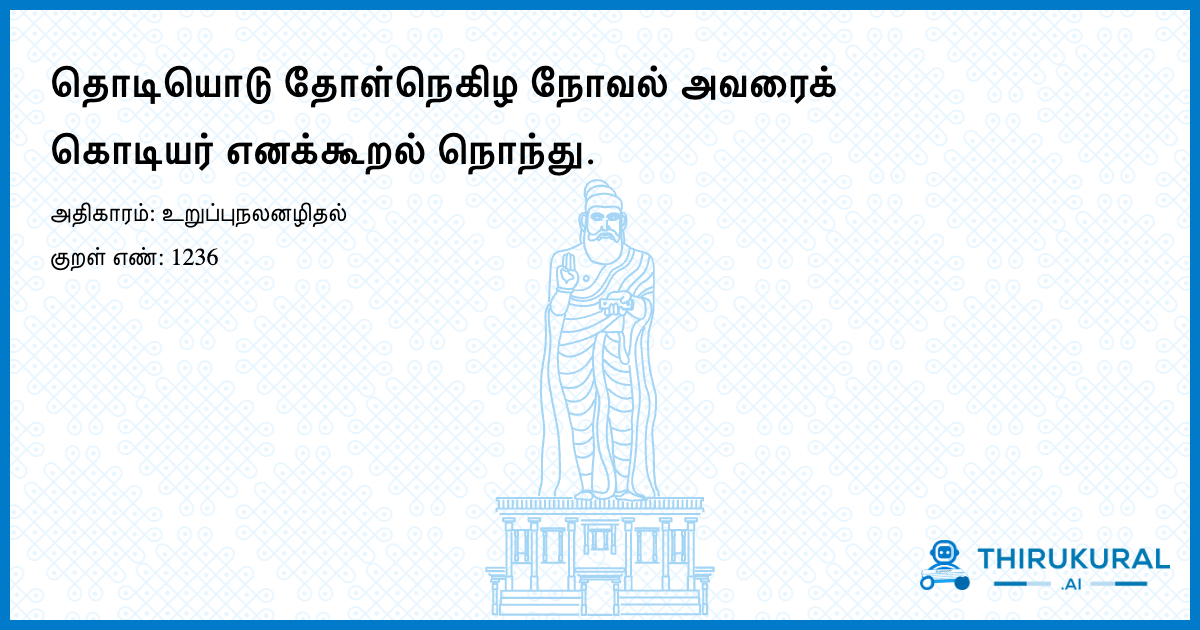 தொடியொடு தோள்நெகிழ நோவல் அவரைக்
கொடியர் எனக்கூறல் நொந்து.
அதிகாரம்: உறுப்புநலனழிதல்
குறள் எண்: 1236
THIRUKURAL
.AI